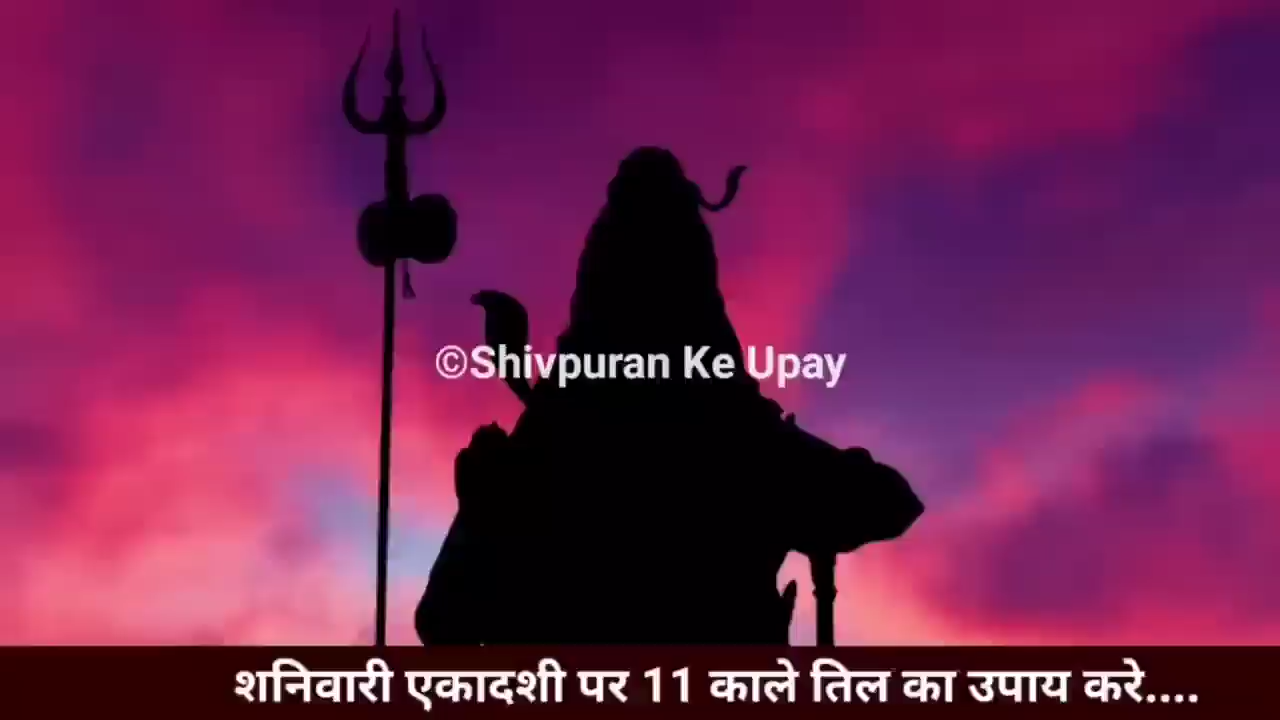 ©Shivpuran Ke Upay
शनिवारी एकादशी पर 11 काले तिल का उपाय करे....